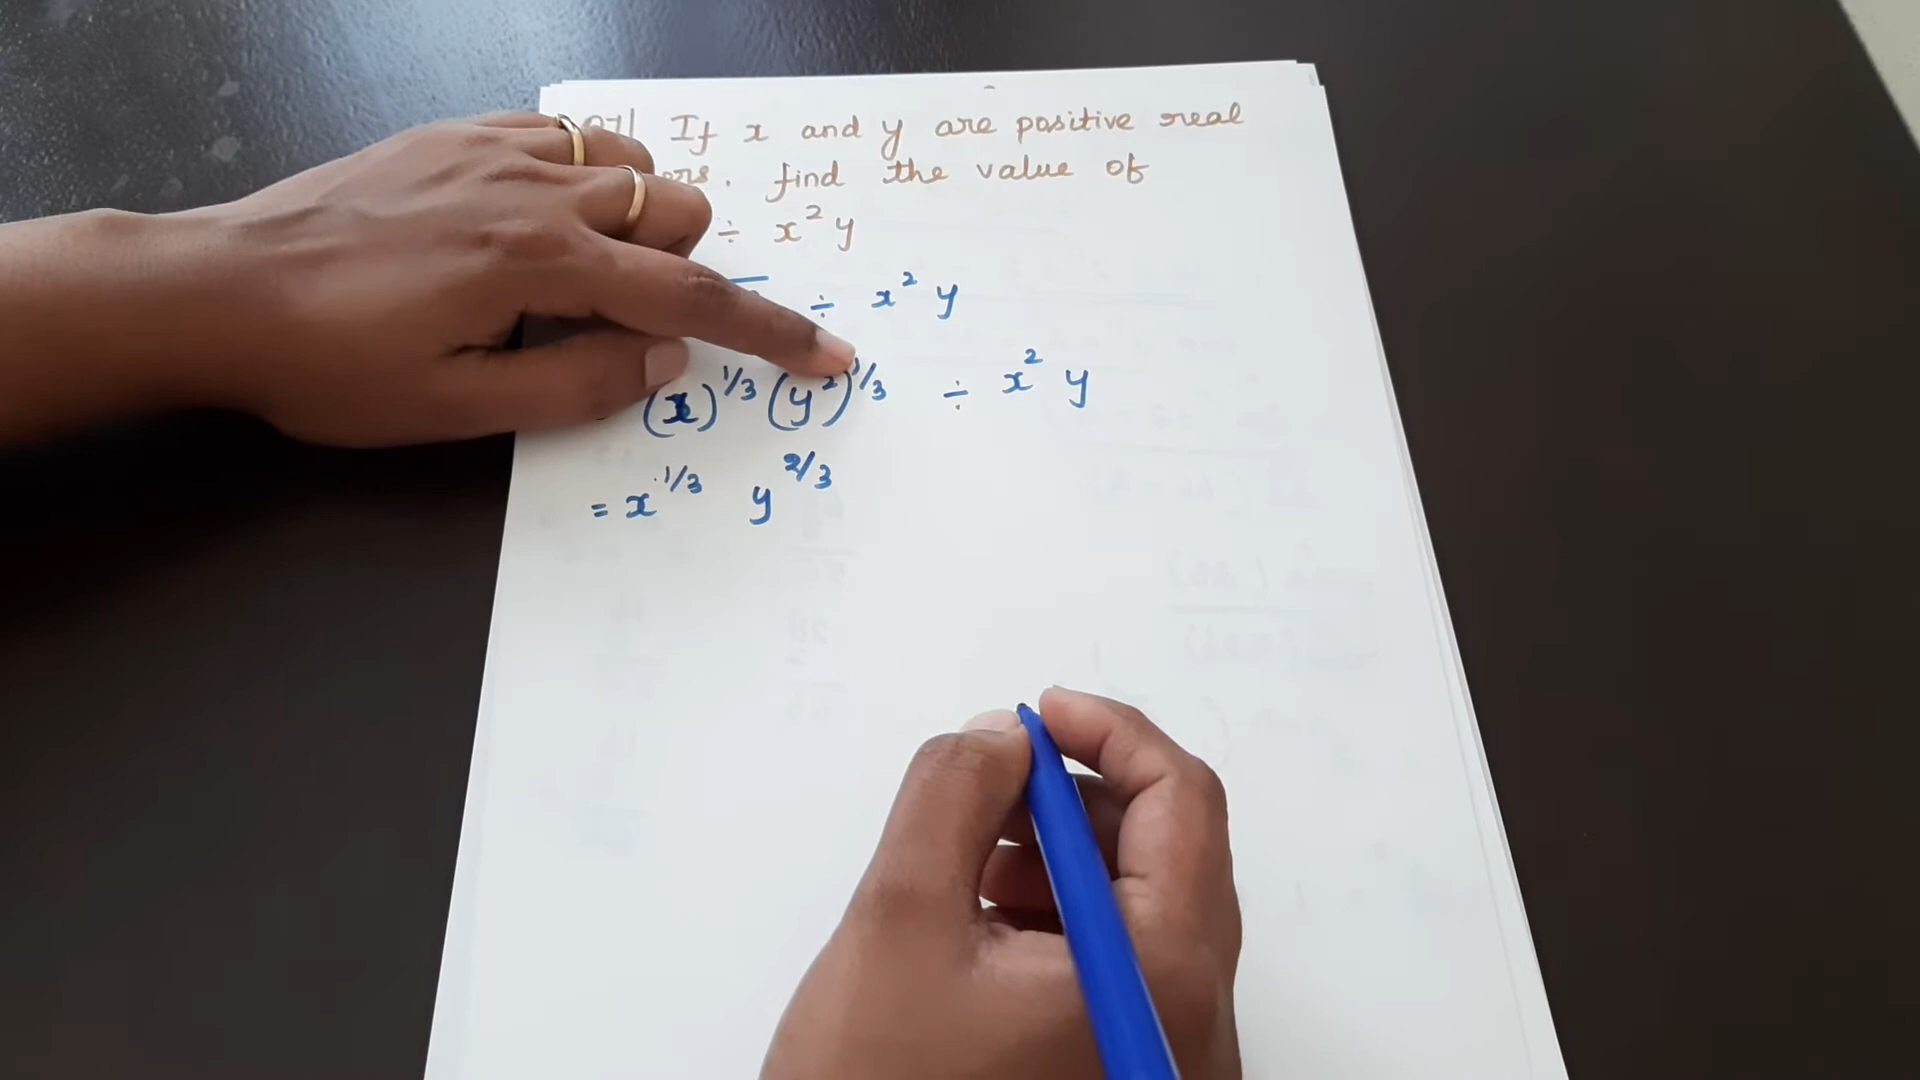 If x and y are positive real
find the value of
÷ x² y
÷ x² y
(x)^1/3 (y²)^1/3 ÷ x² y
= x^1/3 y^2/3